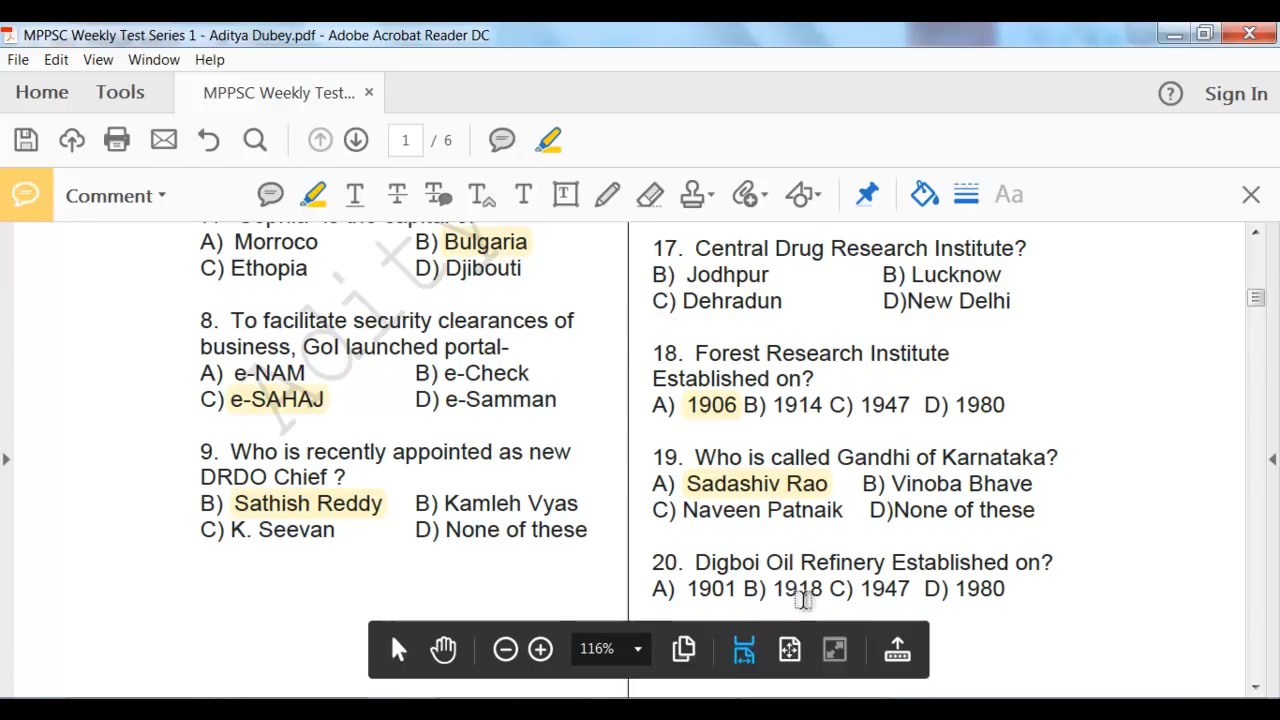 MPPSC Weekly Test Series 1 - Aditya Dubey.pdf - Adobe Acrobat Reader DC
File Edit View Window Help
Home Tools MPPSC Weekly Test... × ? Sign In
1 / 6
Comment Aa
A) Morroco B) Bulgaria
C) Ethopia D) Djibouti
8. To facilitate security clearances of
business, GoI launched portal-
A) e-NAM B) e-Check
C) e-SAHAJ D) e-Samman
9. Who is recently appointed as new
DRDO Chief ?
B) Sathish Reddy B) Kamleh Vyas
C) K. Seevan D) None of these
17. Central Drug Research Institute?
B) Jodhpur B) Lucknow
C) Dehradun D)New Delhi
18. Forest Research Institute
Established on?
A) 1906 B) 1914 C) 1947 D) 1980
19. Who is called Gandhi of Karnataka?
A) Sadashiv Rao B) Vinoba Bhave
C) Naveen Patnaik D)None of these
20. Digboi Oil Refinery Established on?
A) 1901 B) 1918 C) 1947 D) 1980
Adity
116%